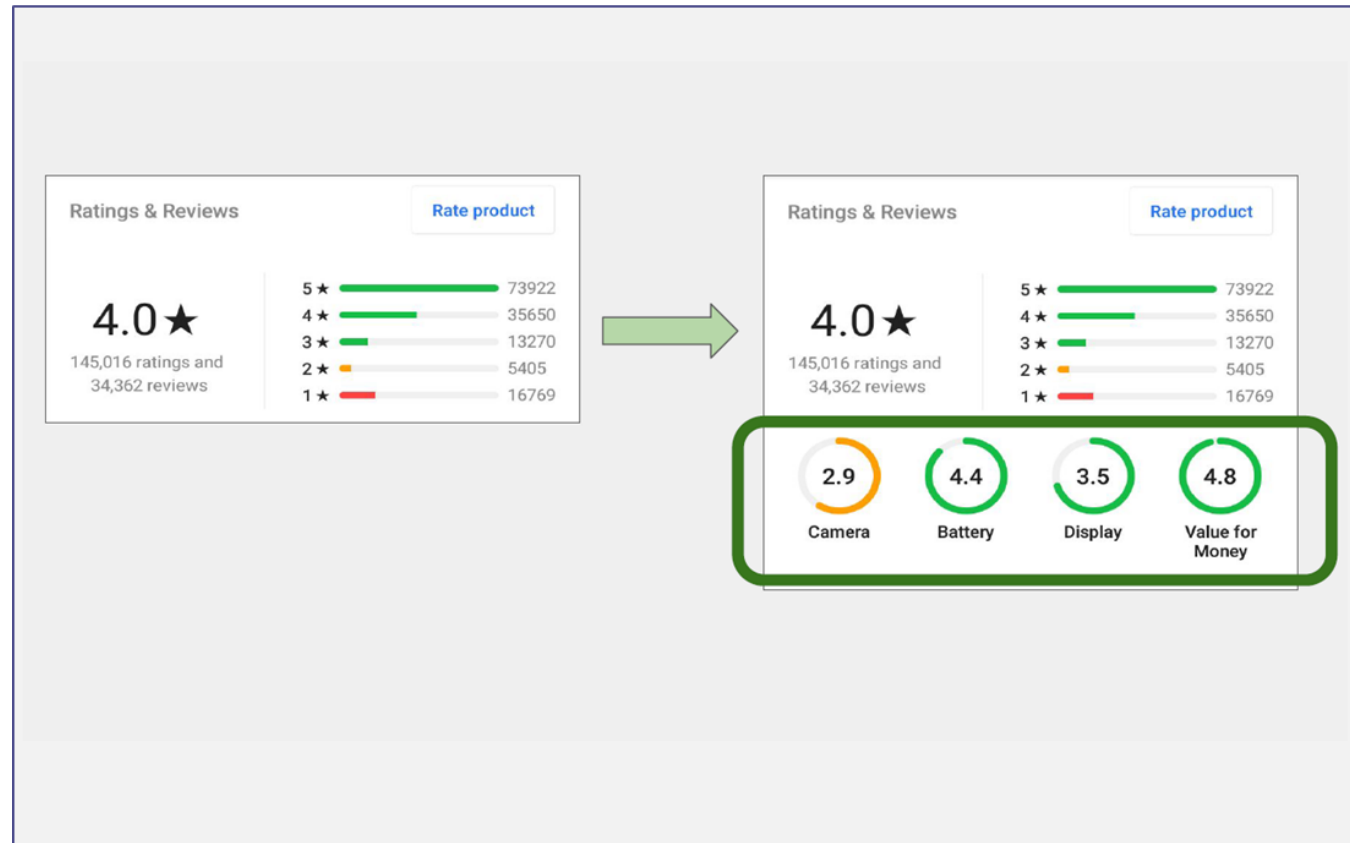 Ratings & Reviews
Rate product
4.0★
145,016 ratings and
34,362 reviews
5★ 73922
4★ 35650
3★ 13270
2★ 5405
1★ 16769
Ratings & Reviews
Rate product
4.0★
145,016 ratings and
34,362 reviews
5★ 73922
4★ 35650
3★ 13270
2★ 5405
1★ 16769
2.9 4.4 3.5 4.8
Camera Battery Display Value for
Money